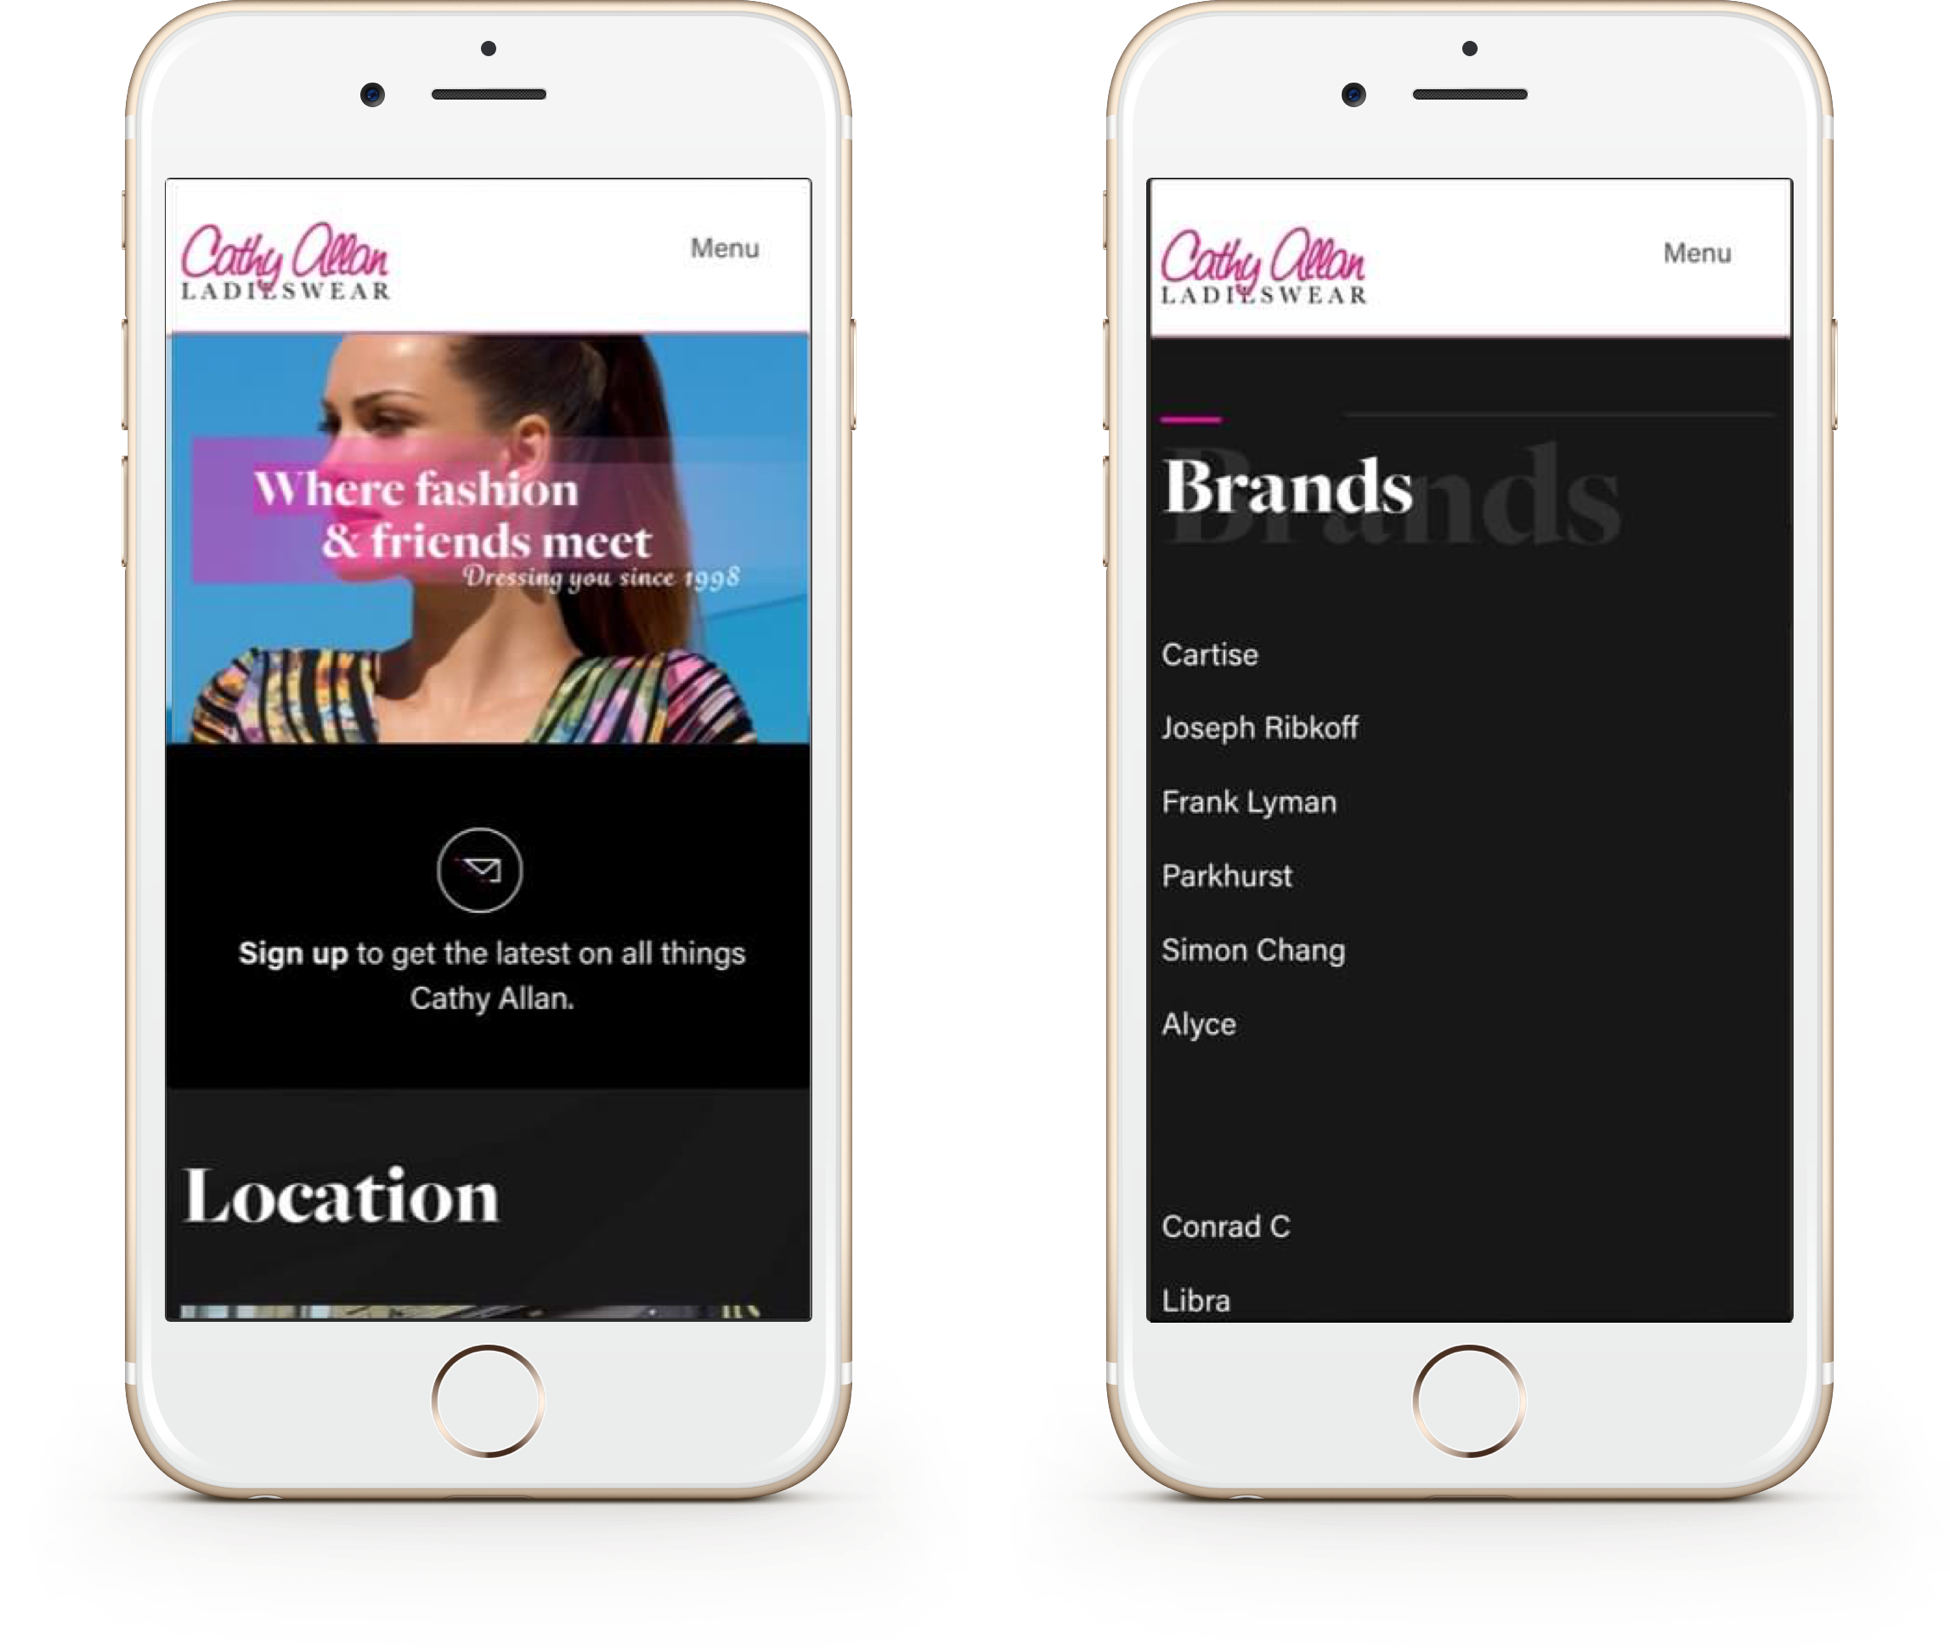 Cathy Allan
LADIESWEAR
Menu
Where fashion
& friends meet
Dressing you since 1998
Sign up to get the latest on all things
Cathy Allan.
Location
Cathy Allan
LADIESWEAR
Menu
Brands
Brands
Cartise
Joseph Ribkoff
Frank Lyman
Parkhurst
Simon Chang
Alyce
Conrad C
Libra